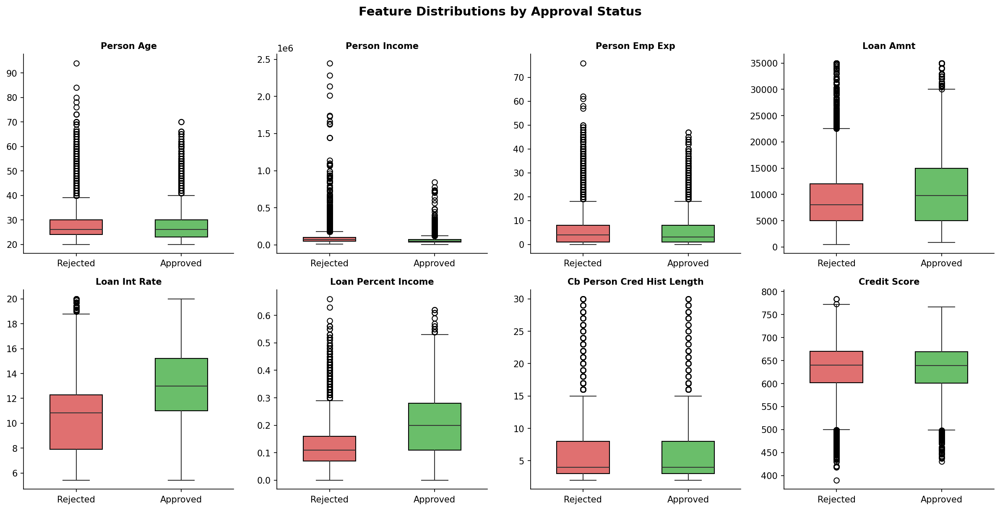 Feature Distributions by Approval Status
Person Age
90
80
70
60
50
40
30
20
Rejected
Approved
Person Income
1e6
2.5
2.0
1.5
1.0
0.5
0.0
Rejected
Approved
Person Emp Exp
70
60
50
40
30
20
10
0
Rejected
Approved
Loan Amnt
35000
30000
25000
20000
15000
10000
5000
0
Rejected
Approved
Loan Int Rate
20
18
16
14
12
10
8
6
Rejected
Approved
Loan Percent Income
0.6
0.5
0.4
0.3
0.2
0.1
0.0
Rejected
Approved
Cb Person Cred Hist Length
30
25
20
15
10
5
Rejected
Approved
Credit Score
800
750
700
650
600
550
500
450
400
Rejected
Approved